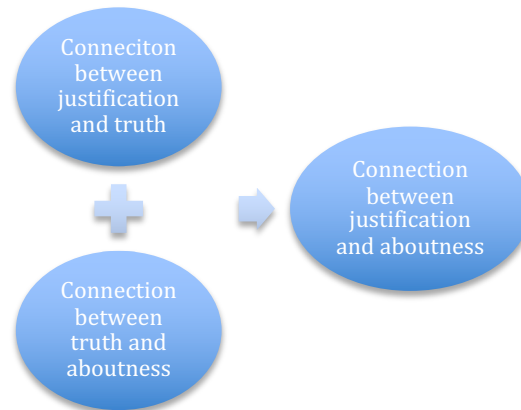 Conneciton
between
justification
and truth
Connection
between
truth and
aboutness
Connection
between
justification
and aboutness